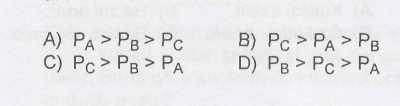 A) PA > PB > PC B) PC > PA > PB
C) PC > PB > PA D) PB > PC > PA